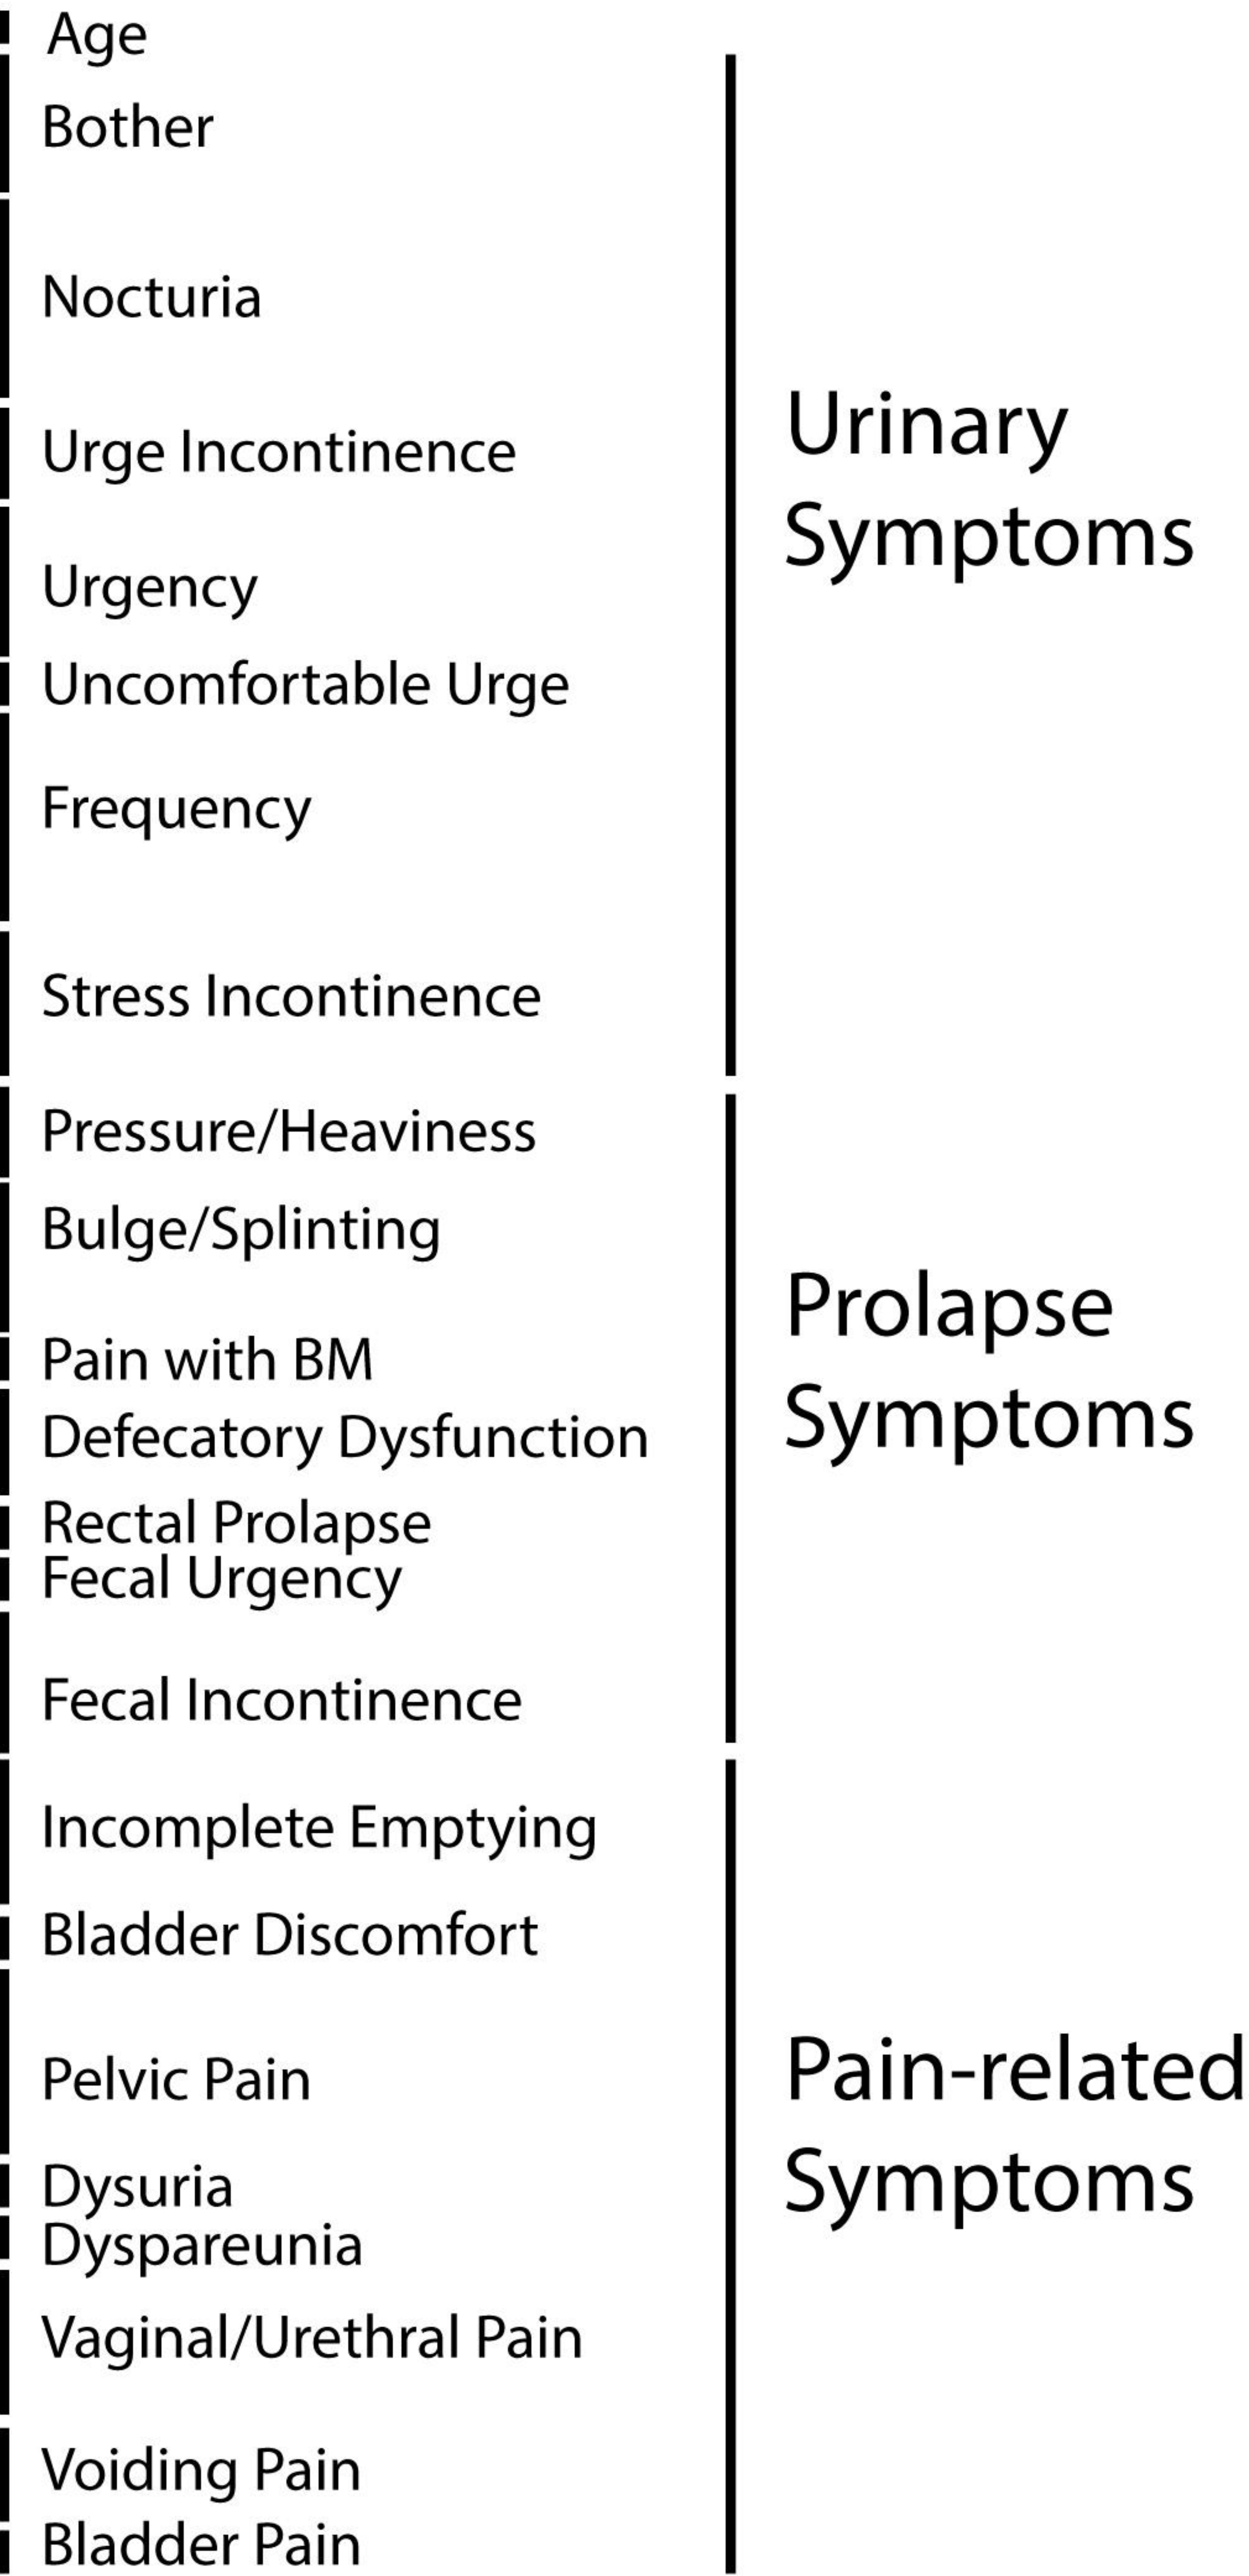 Age
Bother
Nocturia
Urge Incontinence
Urgency
Uncomfortable Urge
Frequency
Stress Incontinence
Urinary
Symptoms
Pressure/Heaviness
Bulge/Splinting
Pain with BM
Defecatory Dysfunction
Rectal Prolapse
Fecal Urgency
Fecal Incontinence
Prolapse
Symptoms
Incomplete Emptying
Bladder Discomfort
Pelvic Pain
Dysuria
Dyspareunia
Vaginal/Urethral Pain
Voiding Pain
Bladder Pain
Pain-related
Symptoms